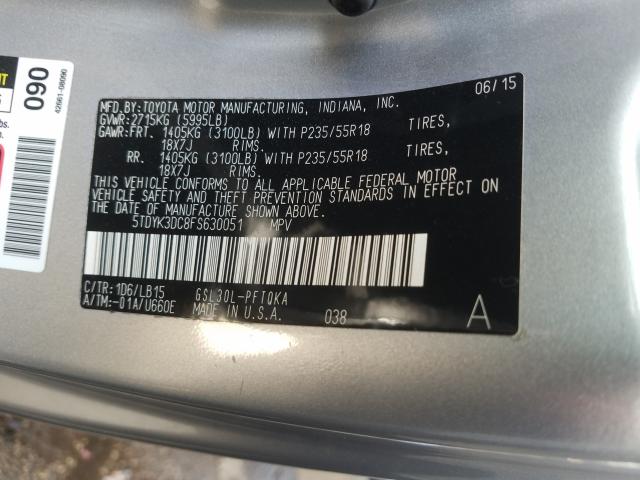 090
42661-08090
MFD.BY:TOYOTA MOTOR MANUFACTURING, INDIANA, INC. 06/15
GVWR:2715KG (5995LB)
GAWR:FRT. 1405KG (3100LB) WITH P235/55R18 TIRES,
18X7J RIMS.
RR. 1405KG (3100LB) WITH P235/55R18 TIRES,
18X7J RIMS.
THIS VEHICLE CONFORMS TO ALL APPLICABLE FEDERAL MOTOR
VEHICLE SAFETY AND THEFT PREVENTION STANDARDS IN EFFECT ON
THE DATE OF MANUFACTURE SHOWN ABOVE.
5TDYK3DC8FS630051 MPV
C/TR:1D6/LB15 GSL30L-PFTQKA
A/TM:-01A/U660E MADE IN U.S.A. 038 A